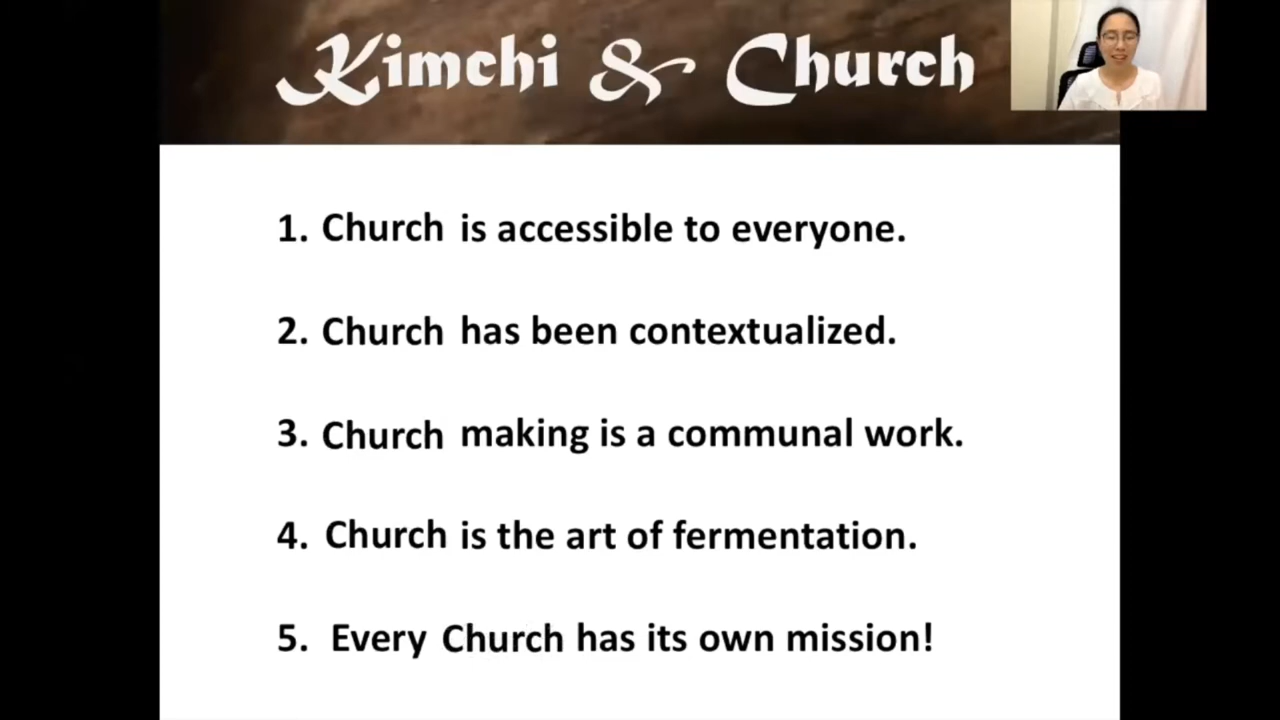 Kimchi & Church
1. Church is accessible to everyone.
2. Church has been contextualized.
3. Church making is a communal work.
4. Church is the art of fermentation.
5. Every Church has its own mission!